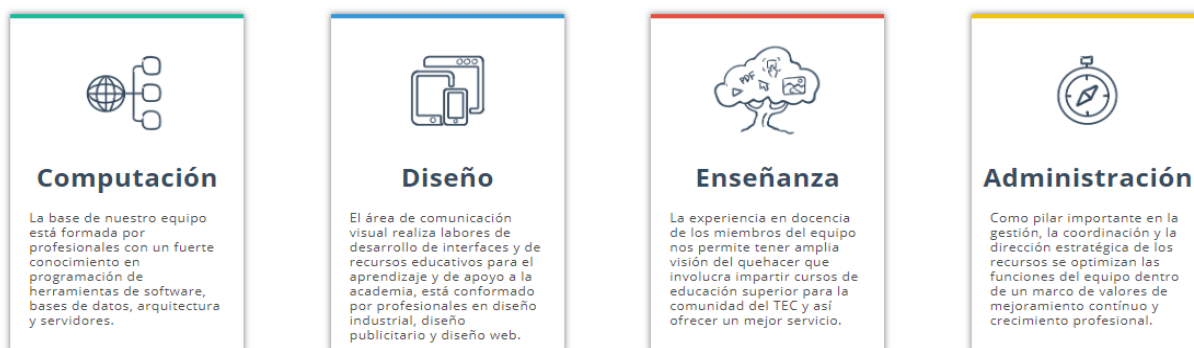 Computación
La base de nuestro equipo
está formada por
profesionales con un fuerte
conocimiento en
programación de
herramientas de software,
bases de datos, arquitectura
y servidores.
Diseño
El área de comunicación
visual realiza labores de
desarrollo de interfaces y de
recursos educativos para el
aprendizaje y de apoyo a la
academia, está conformado
por profesionales en diseño
industrial, diseño
publicitario y diseño web.
PDF
Enseñanza
La experiencia en docencia
de los miembros del equipo
nos permite tener amplia
visión del quehacer que
involucra impartir cursos de
educación superior para la
comunidad del TEC y así
ofrecer un mejor servicio.
Administración
Como pilar importante en la
gestión, la coordinación y la
dirección estratégica de los
recursos se optimizan las
funciones del equipo dentro
de un marco de valores de
mejoramiento contínuo y
crecimiento profesional.